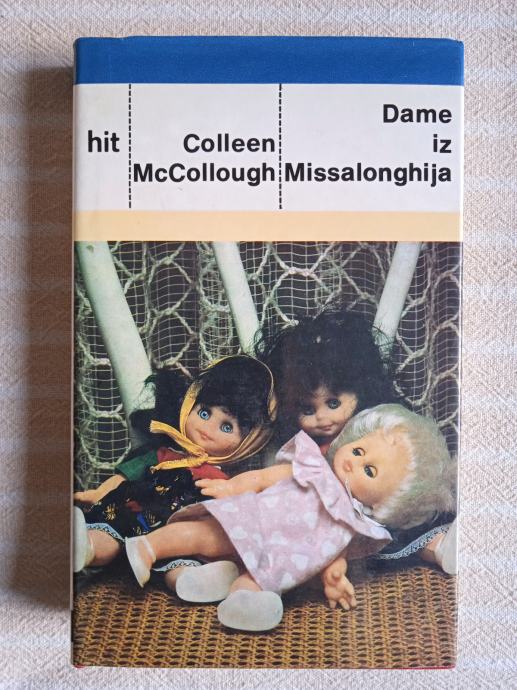 hit
Colleen
McCollough
Dame
iz
Missalonghija